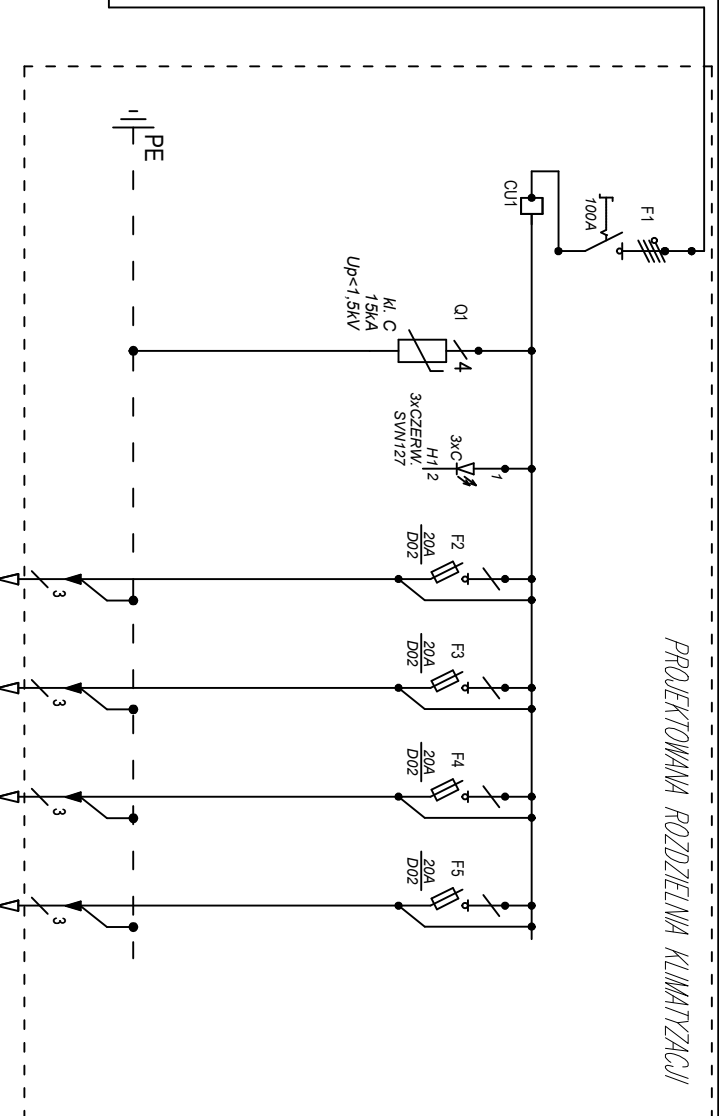 PROJEKTOWANA ROZDZIELNIA KLIMATYZACJI
F1
100A
CU1
PE
Q1
4
kl. C
15kA
Up<1,5kV
1
3xC
H1
2
3xCZERW.
SVN127
F2
20A
D02
3
F3
20A
D02
3
F4
20A
D02
3
F5
20A
D02
3